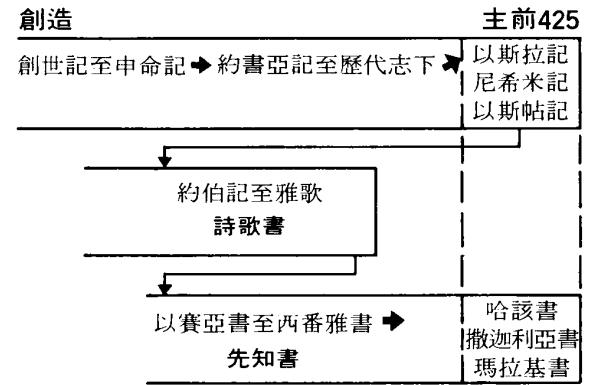 創造
主前425
創世記至申命記➔約書亞記至歷代志下
以斯拉記
尼希米記
以斯帖記
約伯記至雅歌
詩歌書
以賽亞書至西番雅書➔
先知書
哈該書
撒迦利亞書
瑪拉基書